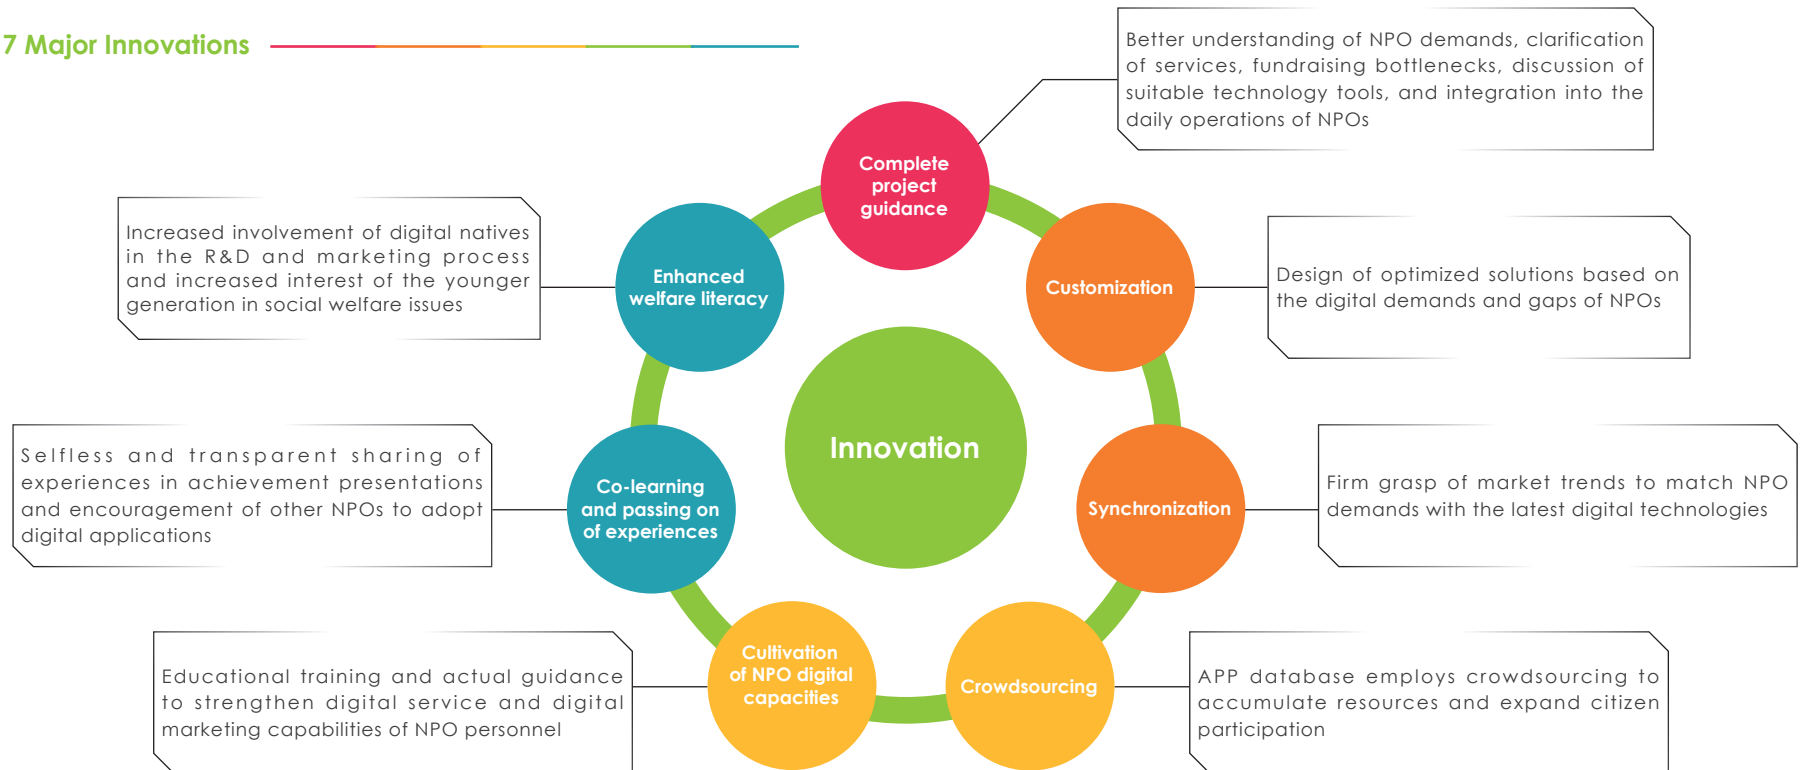 7 Major Innovations
Better understanding of NPO demands, clarification
of services, fundraising bottlenecks, discussion of
suitable technology tools, and integration into the
daily operations of NPOs
Complete
project
guidance
Increased involvement of digital natives
in the R&D and marketing process
and increased interest of the younger
generation in social welfare issues
Enhanced
welfare literacy
Customization
Design of optimized solutions based on
the digital demands and gaps of NPOs
Innovation
Selfless and transparent sharing of
experiences in achievement presentations
and encouragement of other NPOs to adopt
digital applications
Co-learning
and passing on
of experiences
Synchronization
Firm grasp of market trends to match NPO
demands with the latest digital technologies
Educational training and actual guidance
to strengthen digital service and digital
marketing capabilities of NPO personnel
Cultivation
of NPO digital
capacities
Crowdsourcing
APP database employs crowdsourcing to
accumulate resources and expand citizen
participation